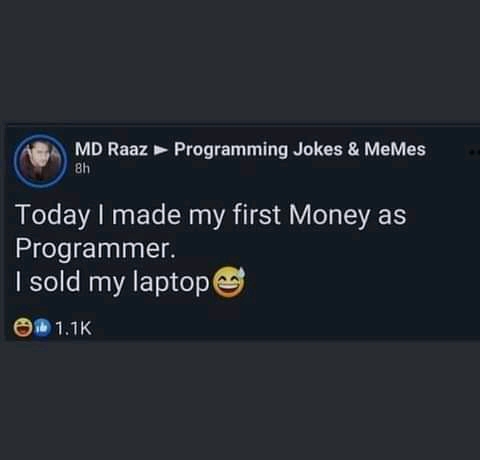 MD Raaz ► Programming Jokes & MeMes
8h
Today I made my first Money as
Programmer.
I sold my laptop😅
1.1K